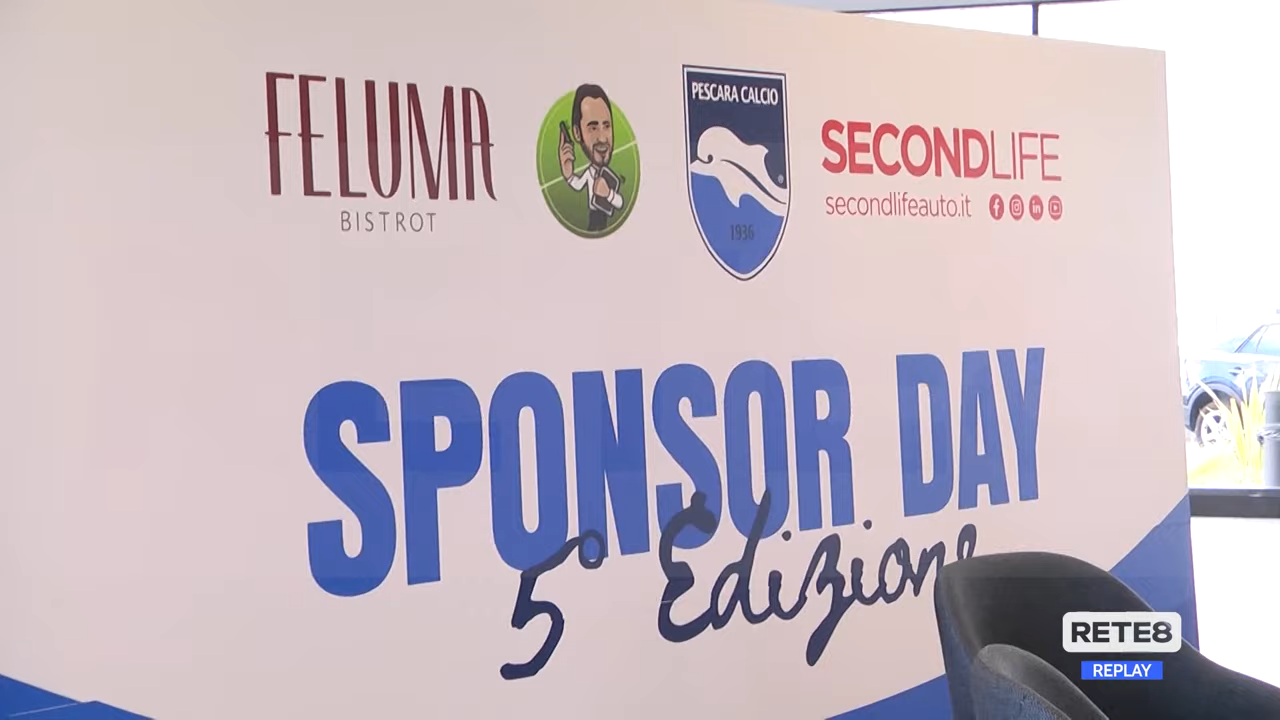 FELUMA
BISTROT
PESCARA CALCIO
1936
SECONDLIFE
secondlifeauto.it
SPONSOR DAY
5° Edizione
RETE8
REPLAY